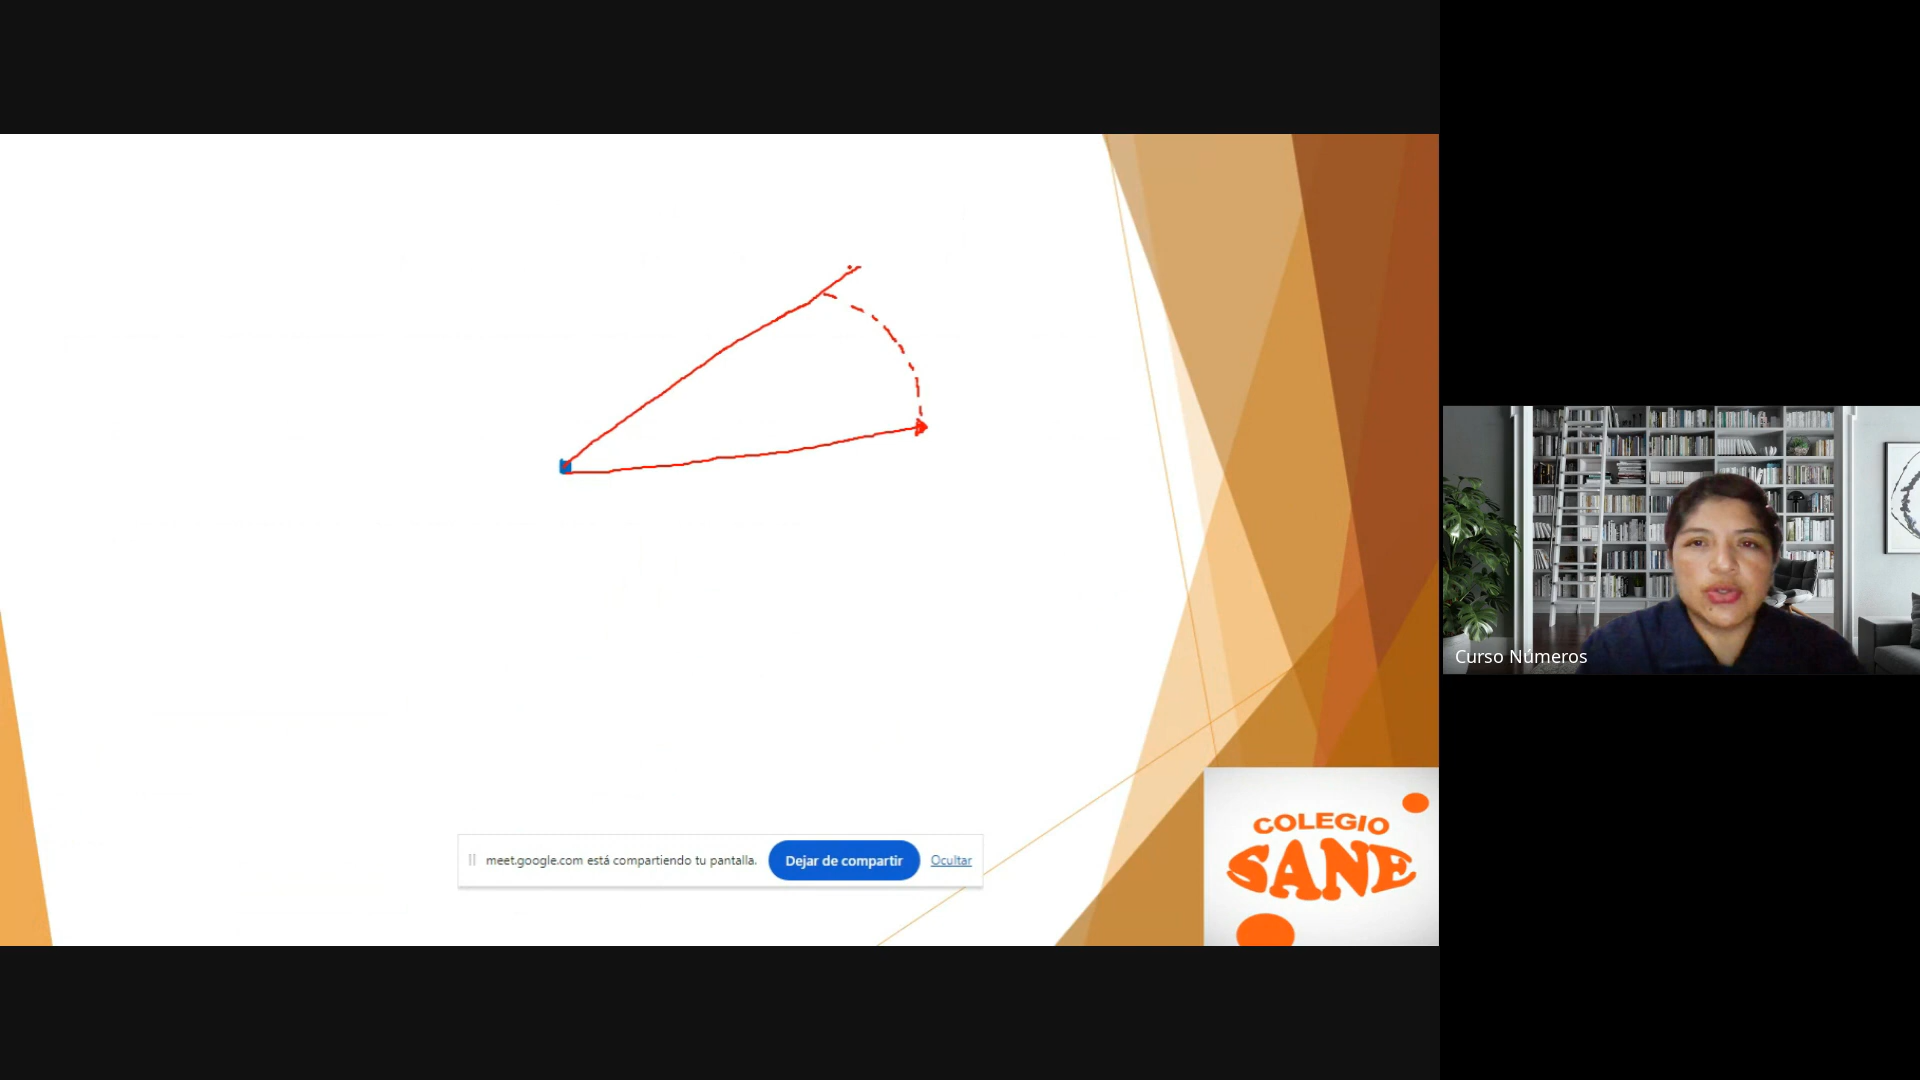 meet.google.com está compartiendo tu pantalla. Dejar de compartir Ocultar
COLEGIO
SANE
Curso Números